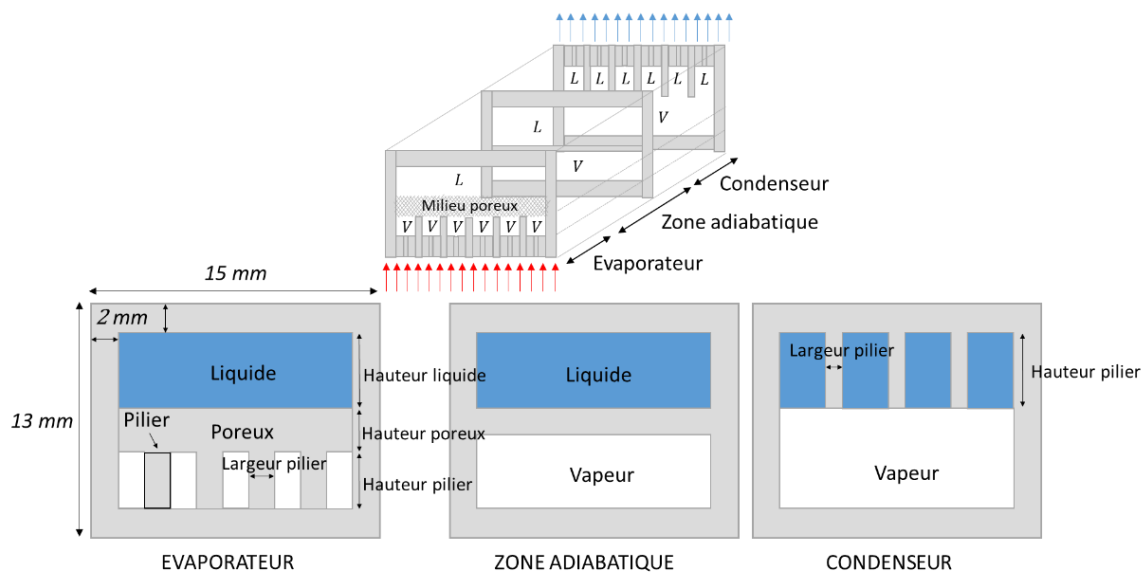 L L L L L L
L
V
L
V
Milieu poreux
V V V V V V
Condenseur
Zone adiabatique
Evaporateur
15 mm
2 mm
13 mm
Liquide
Hauteur liquide
Pilier
Poreux
Hauteur poreux
Largeur pilier
Hauteur pilier
EVAPORATEUR
Liquide
Vapeur
ZONE ADIABATIQUE
Largeur pilier
Hauteur pilier
Vapeur
CONDENSEUR